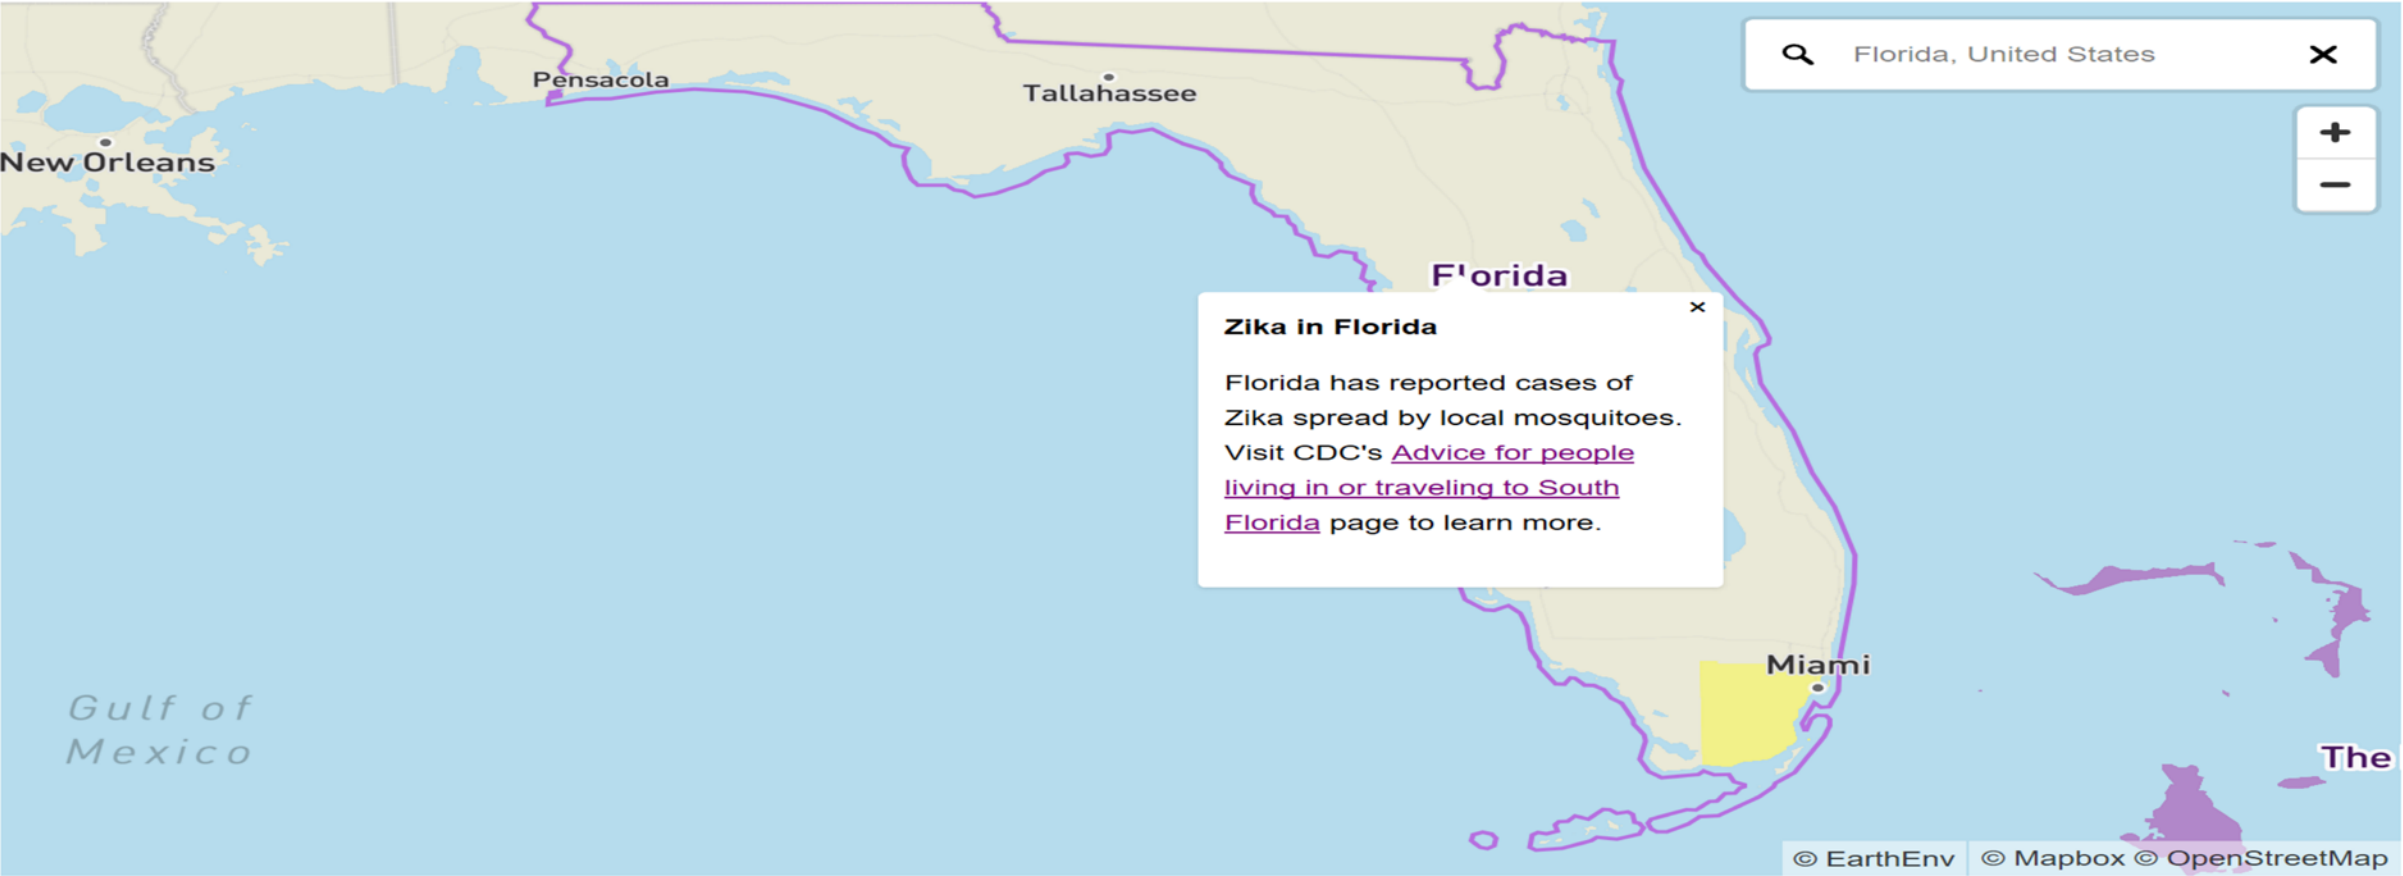 Florida, United States
Pensacola
Tallahassee
New Orleans
Florida
Zika in Florida
Florida has reported cases of
Zika spread by local mosquitoes.
Visit CDC's Advice for people
living in or traveling to South
Florida page to learn more.
Miami
Gulf of
Mexico
The
© EarthEnv © Mapbox © OpenStreetMap